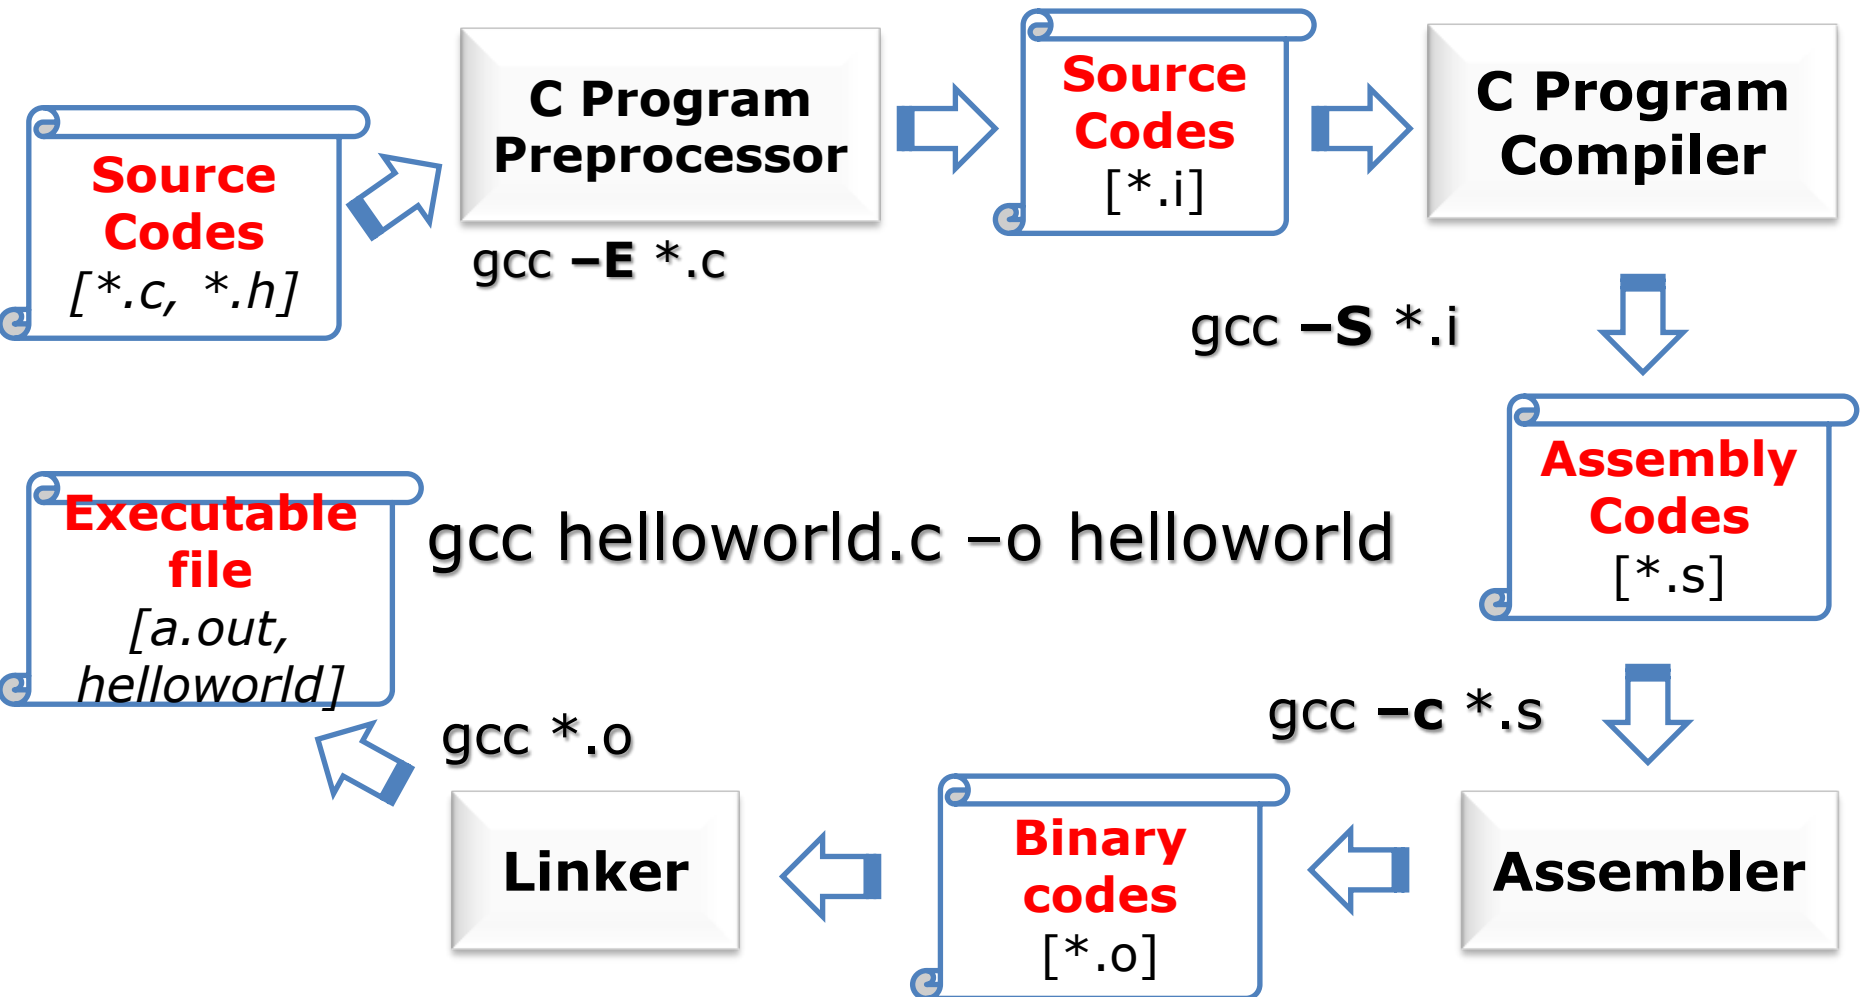 Source
Codes
[*.c, *.h]
C Program
Preprocessor
gcc –E *.c
Source
Codes
[*.i]
C Program
Compiler
gcc –S *.i
Assembly
Codes
[*.s]
gcc –c *.s
Assembler
Binary
codes
[*.o]
Linker
gcc *.o
Executable
file
[a.out,
helloworld]
gcc helloworld.c –o helloworld